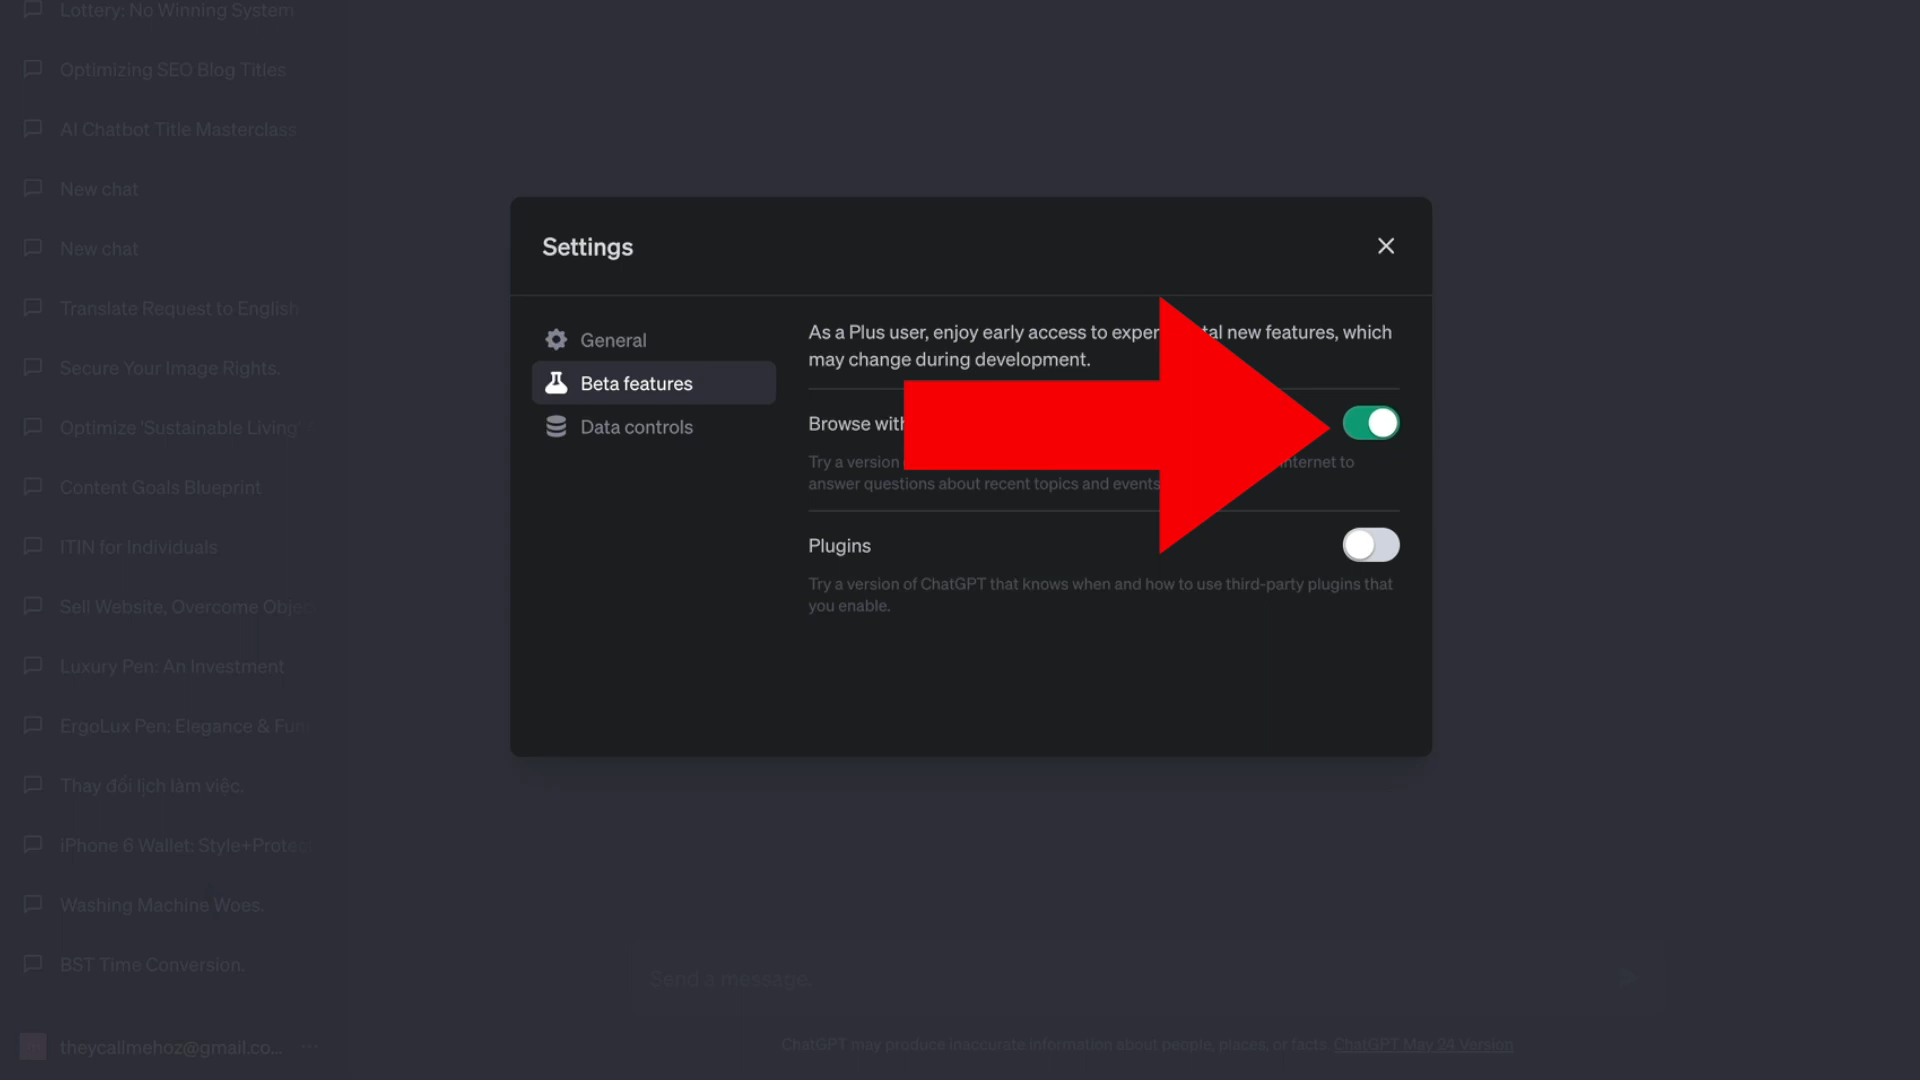 Lottery: No Winning System
Optimizing SEO Blog Titles
AI Chatbot Title Masterclass
New chat
New chat
Translate Request to English
Secure Your Image Rights.
Optimize 'Sustainable Living'
Content Goals Blueprint
ITIN for Individuals
Sell Website, Overcome Objec
Luxury Pen: An Investment
ErgoLux Pen: Elegance & Fun
Thay đổi lịch làm việc.
iPhone 6 Wallet: Style+Protec
Washing Machine Woes.
BST Time Conversion.
theycallmehoz@gmail.co...
Settings
General
Beta features
Data controls
As a Plus user, enjoy early access to exper tal new features, which
may change during development.
Browse with
Try a version internet to
answer questions about recent topics and events
Plugins
Try a version of ChatGPT that knows when and how to use third-party plugins that
you enable.
Send a message.
ChatGPT may produce inaccurate information about people, places, or facts. ChatGPT May 24 Version